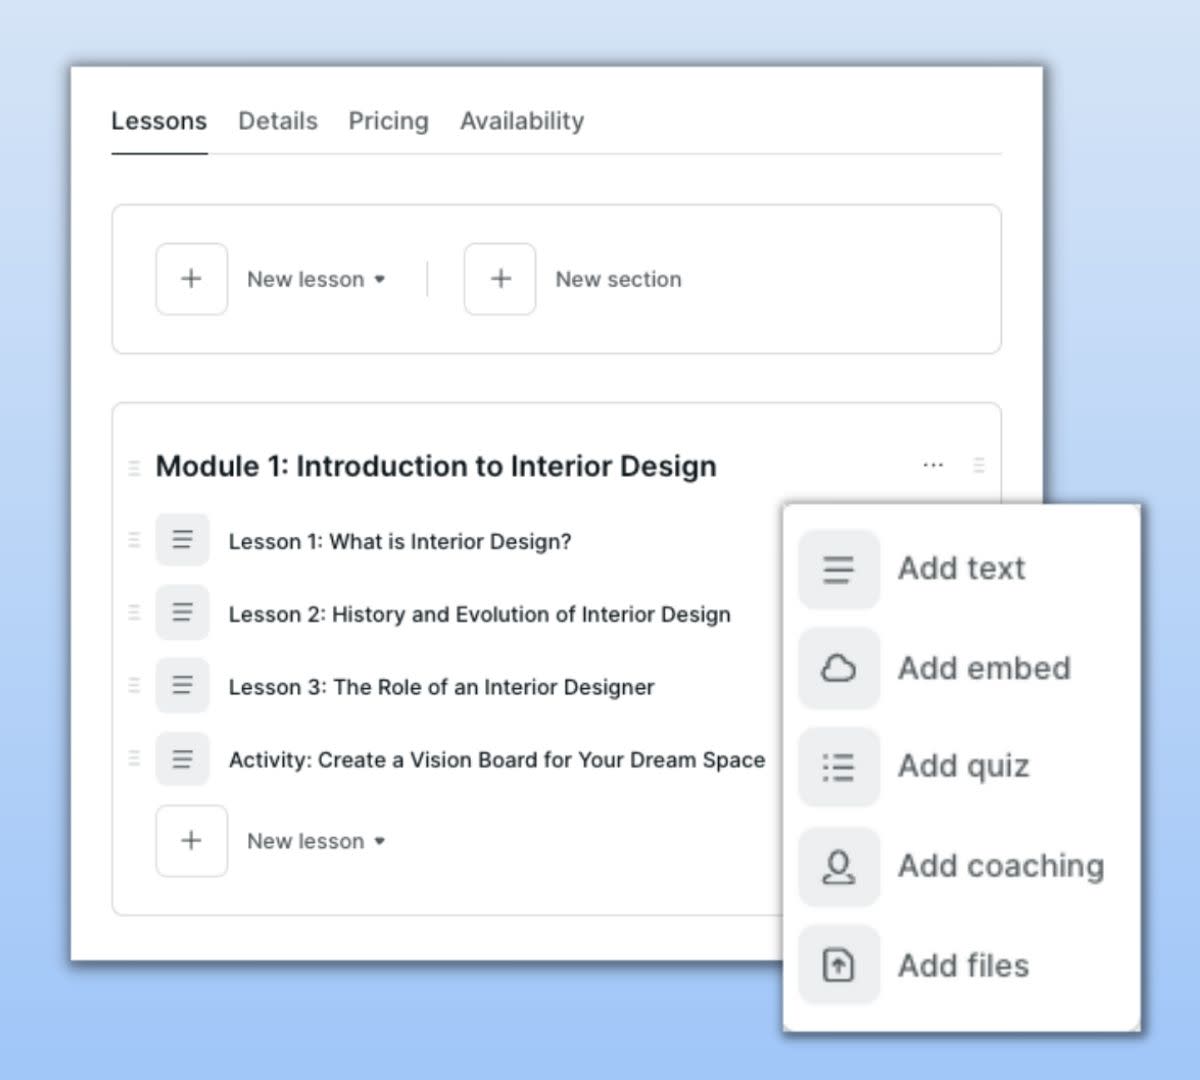 Lessons Details Pricing Availability
New lesson New section
Module 1: Introduction to Interior Design
Lesson 1: What is Interior Design?
Lesson 2: History and Evolution of Interior Design
Lesson 3: The Role of an Interior Designer
Activity: Create a Vision Board for Your Dream Space
New lesson
Add text
Add embed
Add quiz
Add coaching
Add files